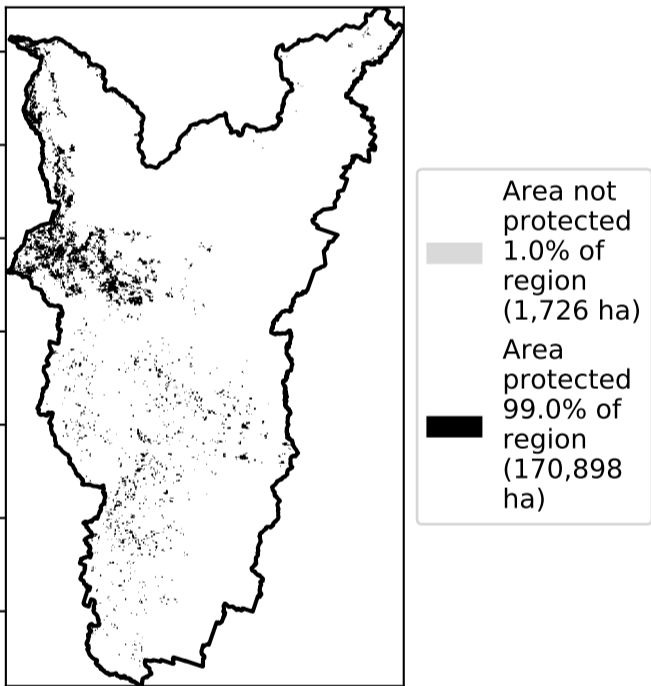 Area not
protected
1.0% of
region
(1,726 ha)
Area
protected
99.0% of
region
(170,898
ha)